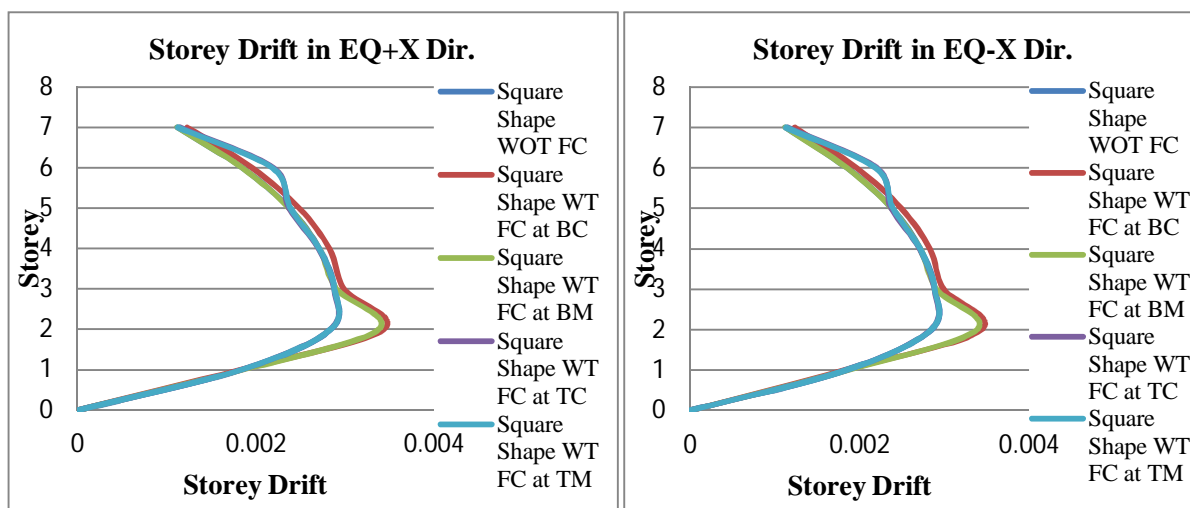 Storey Drift in EQ+X Dir.
8
7
6
5
4
3
2
1
0
Storey
0
0.002
0.004
Storey Drift
Square
Shape
WOT FC
Square
Shape WT
FC at BC
Square
Shape WT
FC at BM
Square
Shape WT
FC at TC
Square
Shape WT
FC at TM
Storey Drift in EQ-X Dir.
8
7
6
5
4
3
2
1
0
Storey
0
0.002
0.004
Storey Drift
Square
Shape
WOT FC
Square
Shape WT
FC at BC
Square
Shape WT
FC at BM
Square
Shape WT
FC at TC
Square
Shape WT
FC at TM